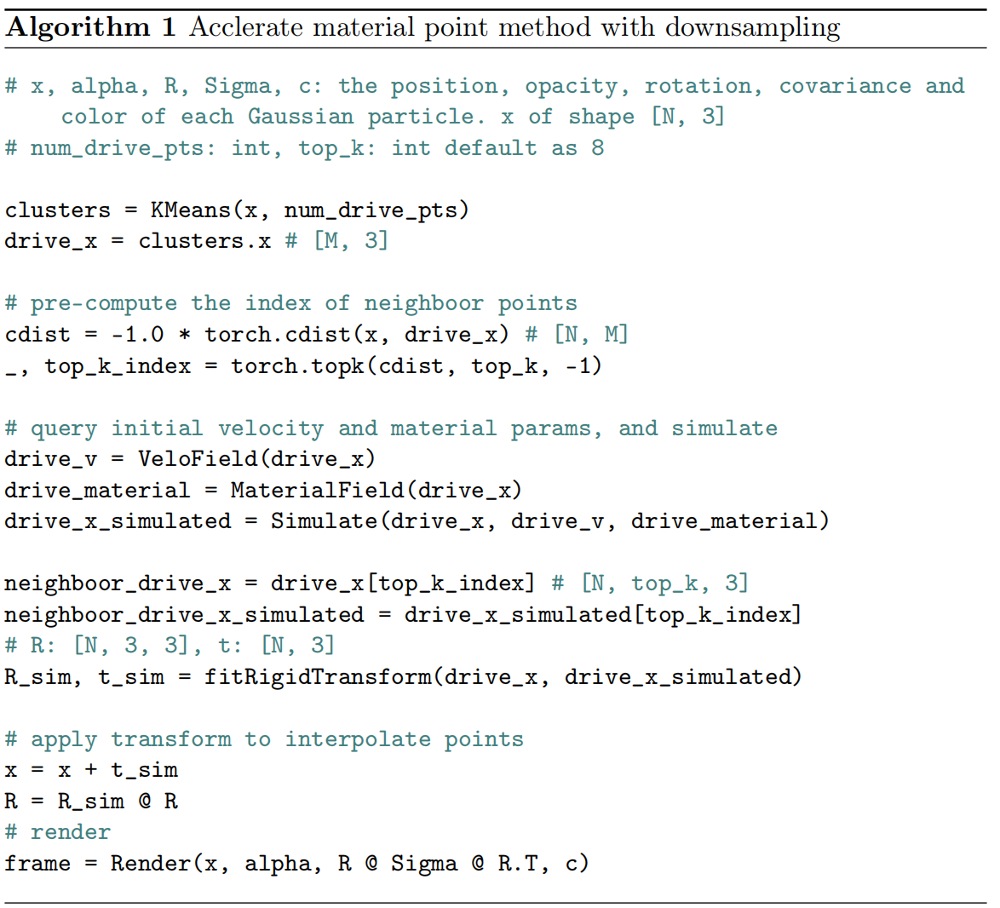 Algorithm 1 Acclerate material point method with downsampling
# x, alpha, R, Sigma, c: the position, opacity, rotation, covariance and
color of each Gaussian particle. x of shape [N, 3]
# num_drive_pts: int, top_k: int default as 8
clusters = KMeans(x, num_drive_pts)
drive_x = clusters.x # [M, 3]
# pre-compute the index of neighboor points
cdist = -1.0 * torch.cdist(x, drive_x) # [N, M]
_, top_k_index = torch.topk(cdist, top_k, -1)
# query initial velocity and material params, and simulate
drive_v = VeloField(drive_x)
drive_material = MaterialField(drive_x)
drive_x_simulated = Simulate(drive_x, drive_v, drive_material)
neighboor_drive_x = drive_x[top_k_index] # [N, top_k, 3]
neighboor_drive_x_simulated = drive_x_simulated[top_k_index]
# R: [N, 3, 3], t: [N, 3]
R_sim, t_sim = fitRigidTransform(drive_x, drive_x_simulated)
# apply transform to interpolate points
x = x + t_sim
R = R_sim @ R
# render
frame = Render(x, alpha, R @ Sigma @ R.T, c)